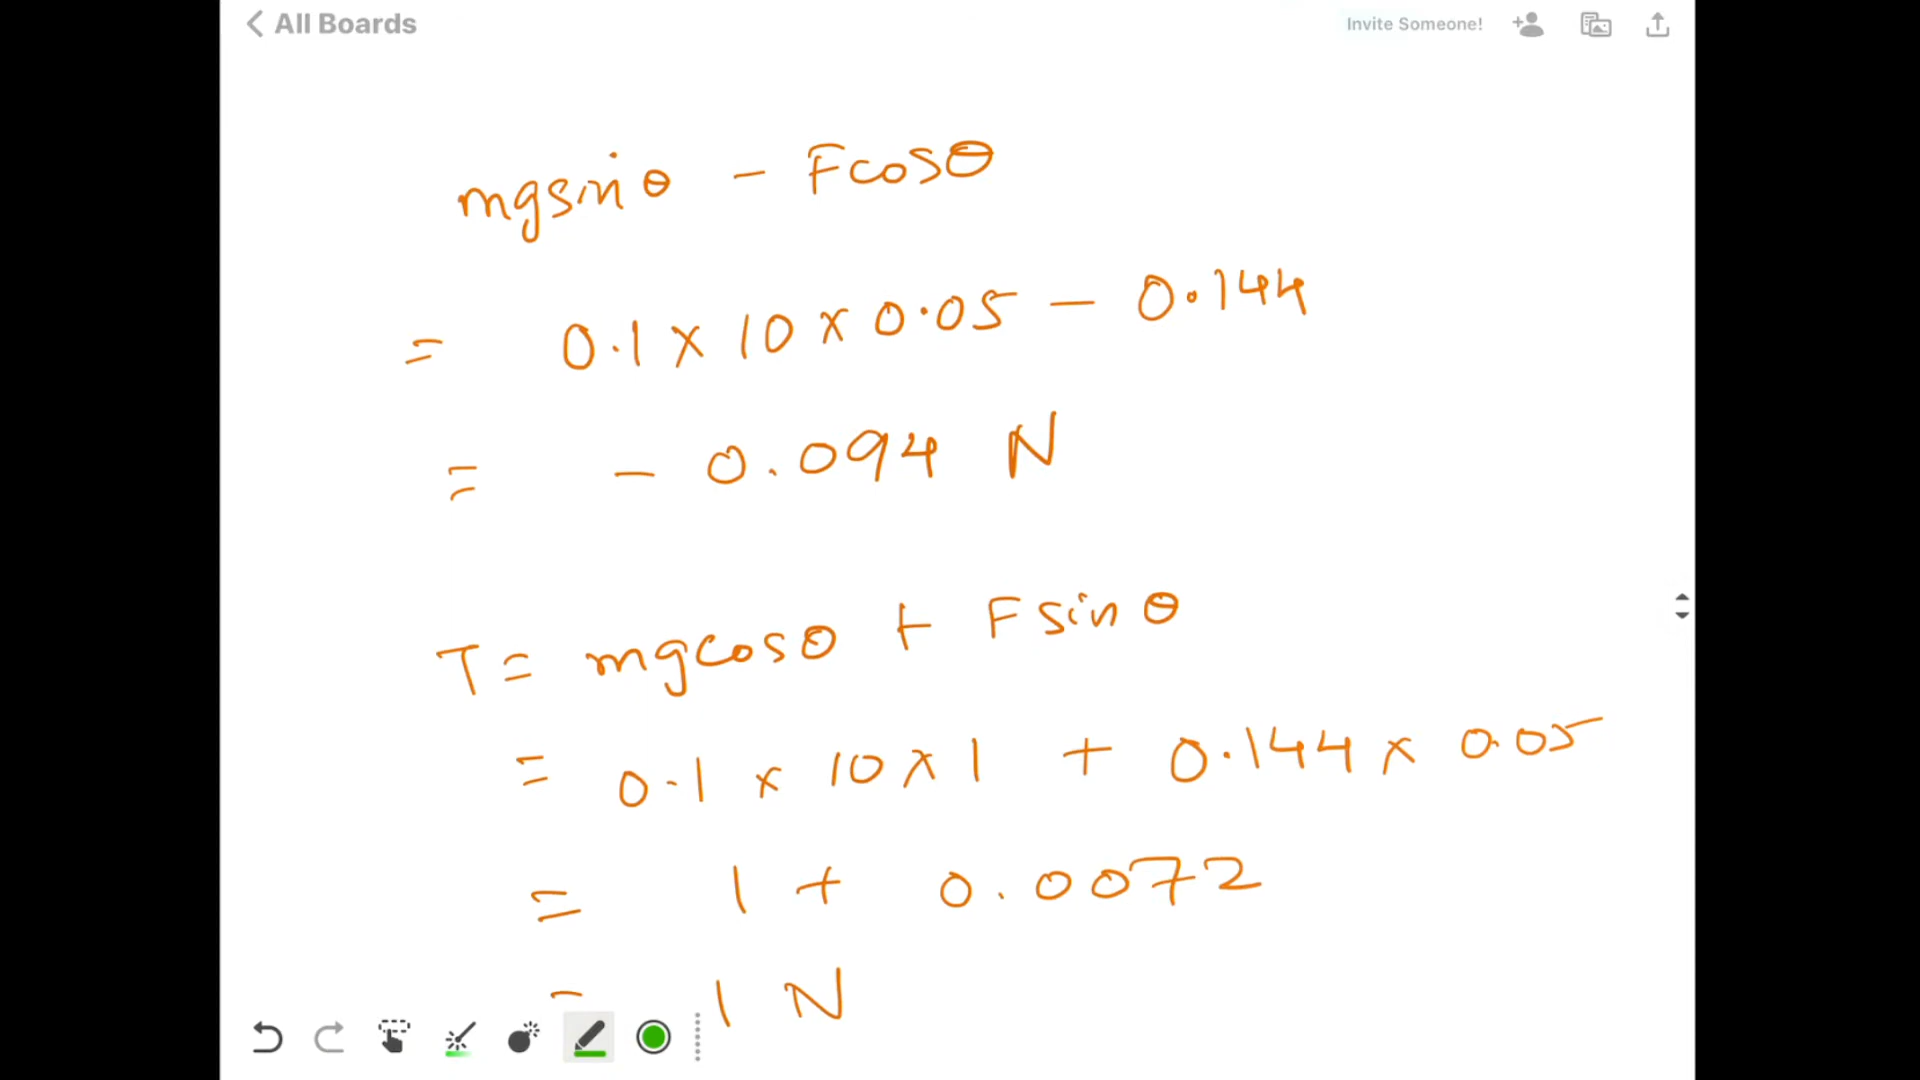 All Boards
Invite Someone!
mgsinθ - Fcosθ
= 0.1 x 10 x 0.05 - 0.144
= - 0.094 N
T = mgcosθ + Fsinθ
= 0.1 x 10 x 1 + 0.144 x 0.05
= 1 + 0.0072
= 1 N